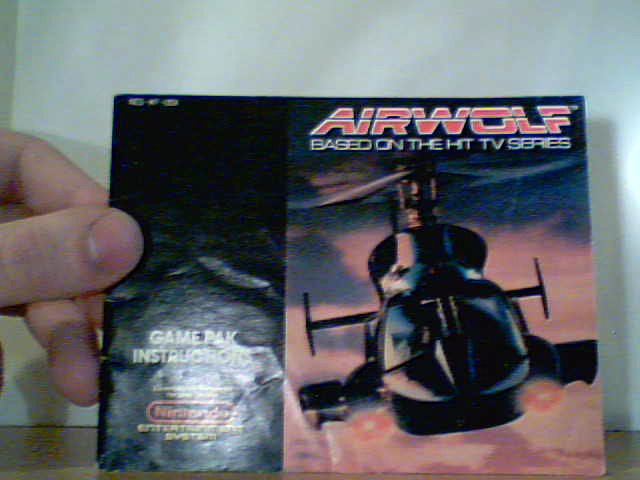 AIRWOLF
BASED ON THE HIT TV SERIES
GAME PAK
INSTRUCTIONS
Nintendo
ENTERTAINMENT
SYSTEM